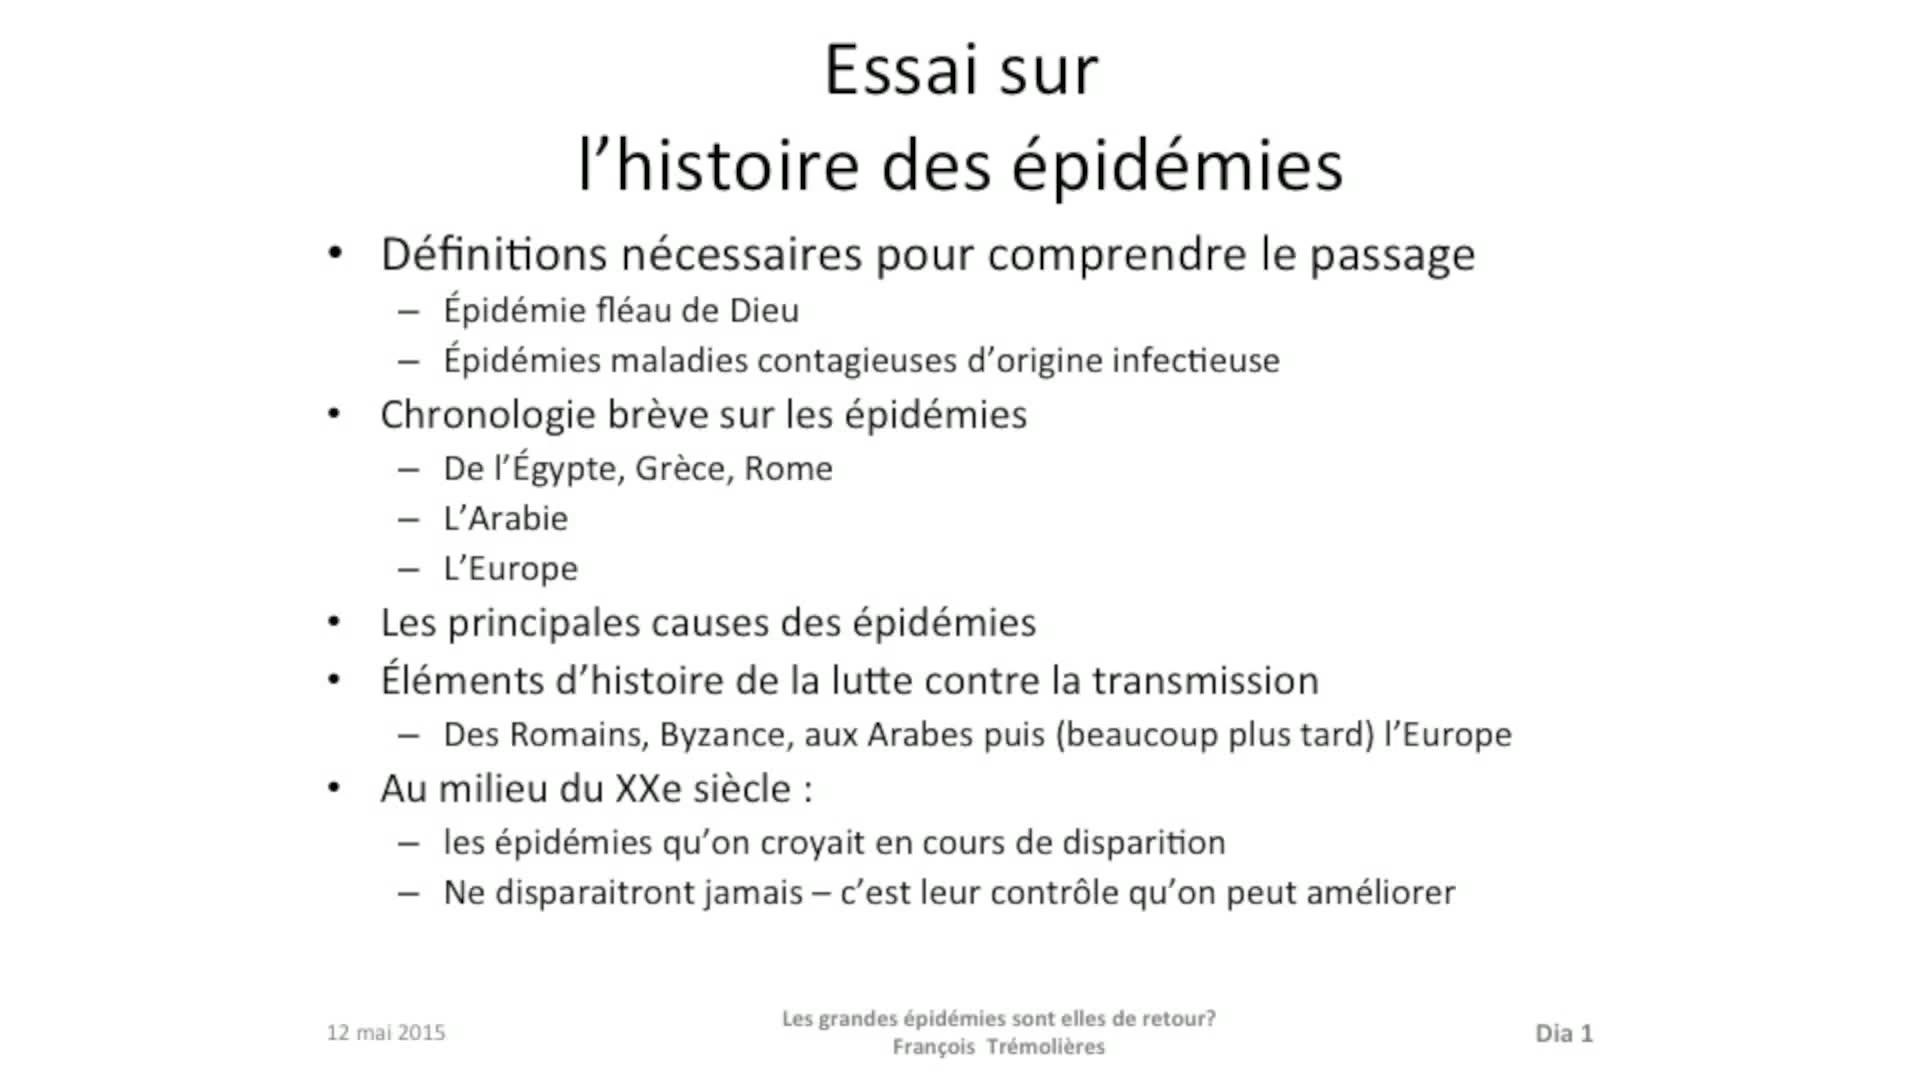 Essai sur
l’histoire des épidémies
• Définitions nécessaires pour comprendre le passage
– Épidémie fléau de Dieu
– Épidémies maladies contagieuses d’origine infectieuse
• Chronologie brève sur les épidémies
– De l’Égypte, Grèce, Rome
– L’Arabie
– L’Europe
• Les principales causes des épidémies
• Éléments d’histoire de la lutte contre la transmission
– Des Romains, Byzance, aux Arabes puis (beaucoup plus tard) l’Europe
• Au milieu du XXe siècle :
– les épidémies qu’on croyait en cours de disparition
– Ne disparaitront jamais – c’est leur contrôle qu’on peut améliorer
12 mai 2015
Les grandes épidémies sont elles de retour?
François Trémolières
Dia 1